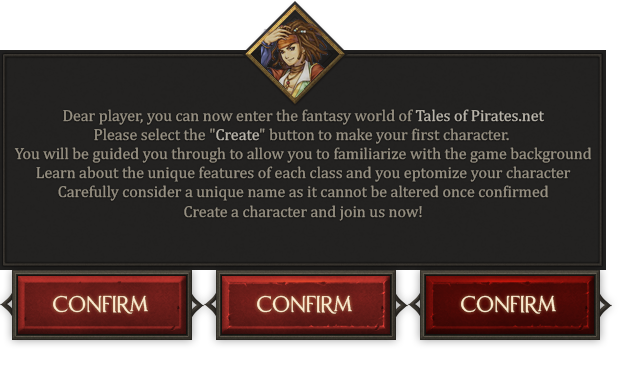 Dear player, you can now enter the fantasy world of Tales of Pirates.net
Please select the "Create" button to make your first character.
You will be guided you through to allow you to familiarize with the game background
Learn about the unique features of each class and you eptomize your character
Carefully consider a unique name as it cannot be altered once confirmed
Create a character and join us now!
CONFIRM CONFIRM CONFIRM